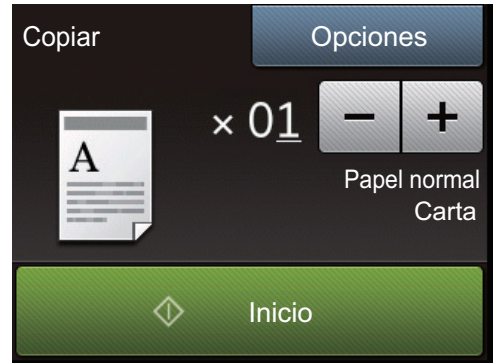 Copiar
Opciones
× 01
− +
Papel normal
Carta
A
Inicio